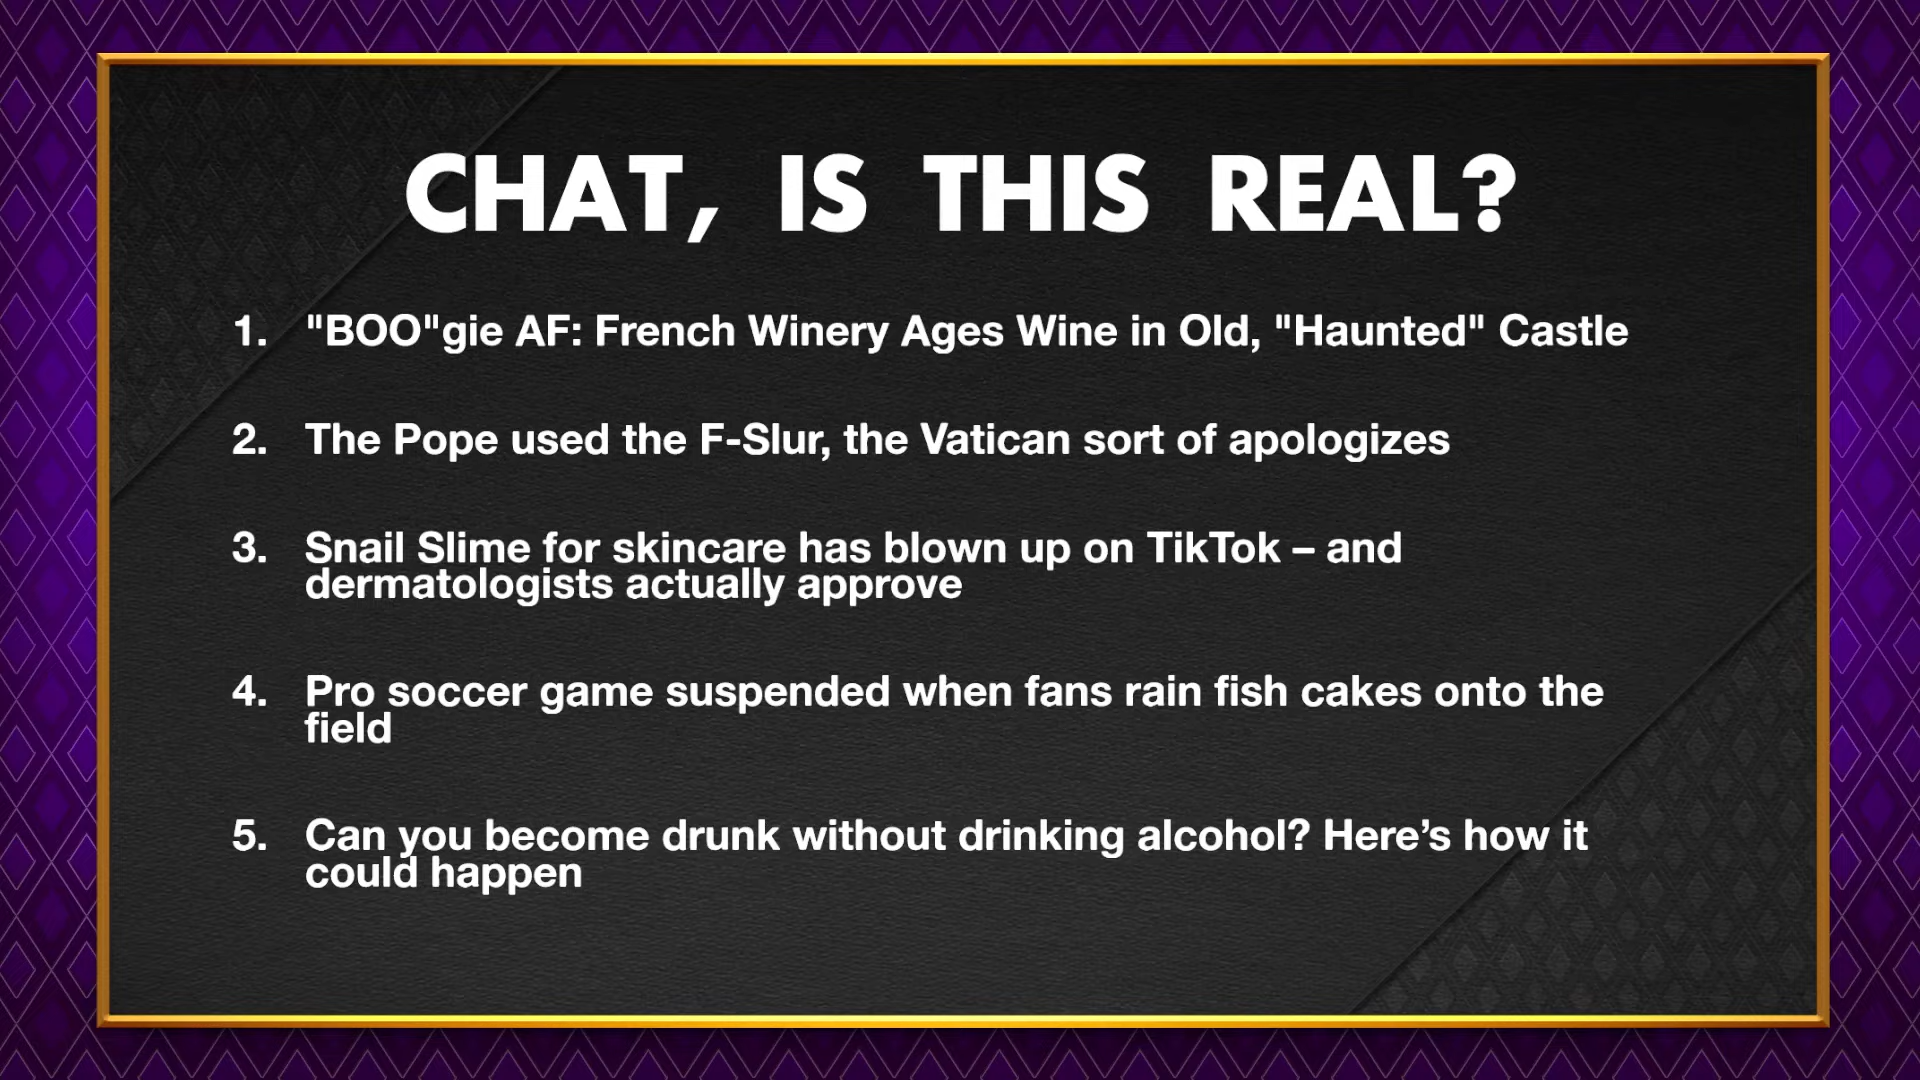 CHAT, IS THIS REAL?
1. "BOO"gie AF: French Winery Ages Wine in Old, "Haunted" Castle
2. The Pope used the F-Slur, the Vatican sort of apologizes
3. Snail Slime for skincare has blown up on TikTok – and
dermatologists actually approve
4. Pro soccer game suspended when fans rain fish cakes onto the
field
5. Can you become drunk without drinking alcohol? Here’s how it
could happen